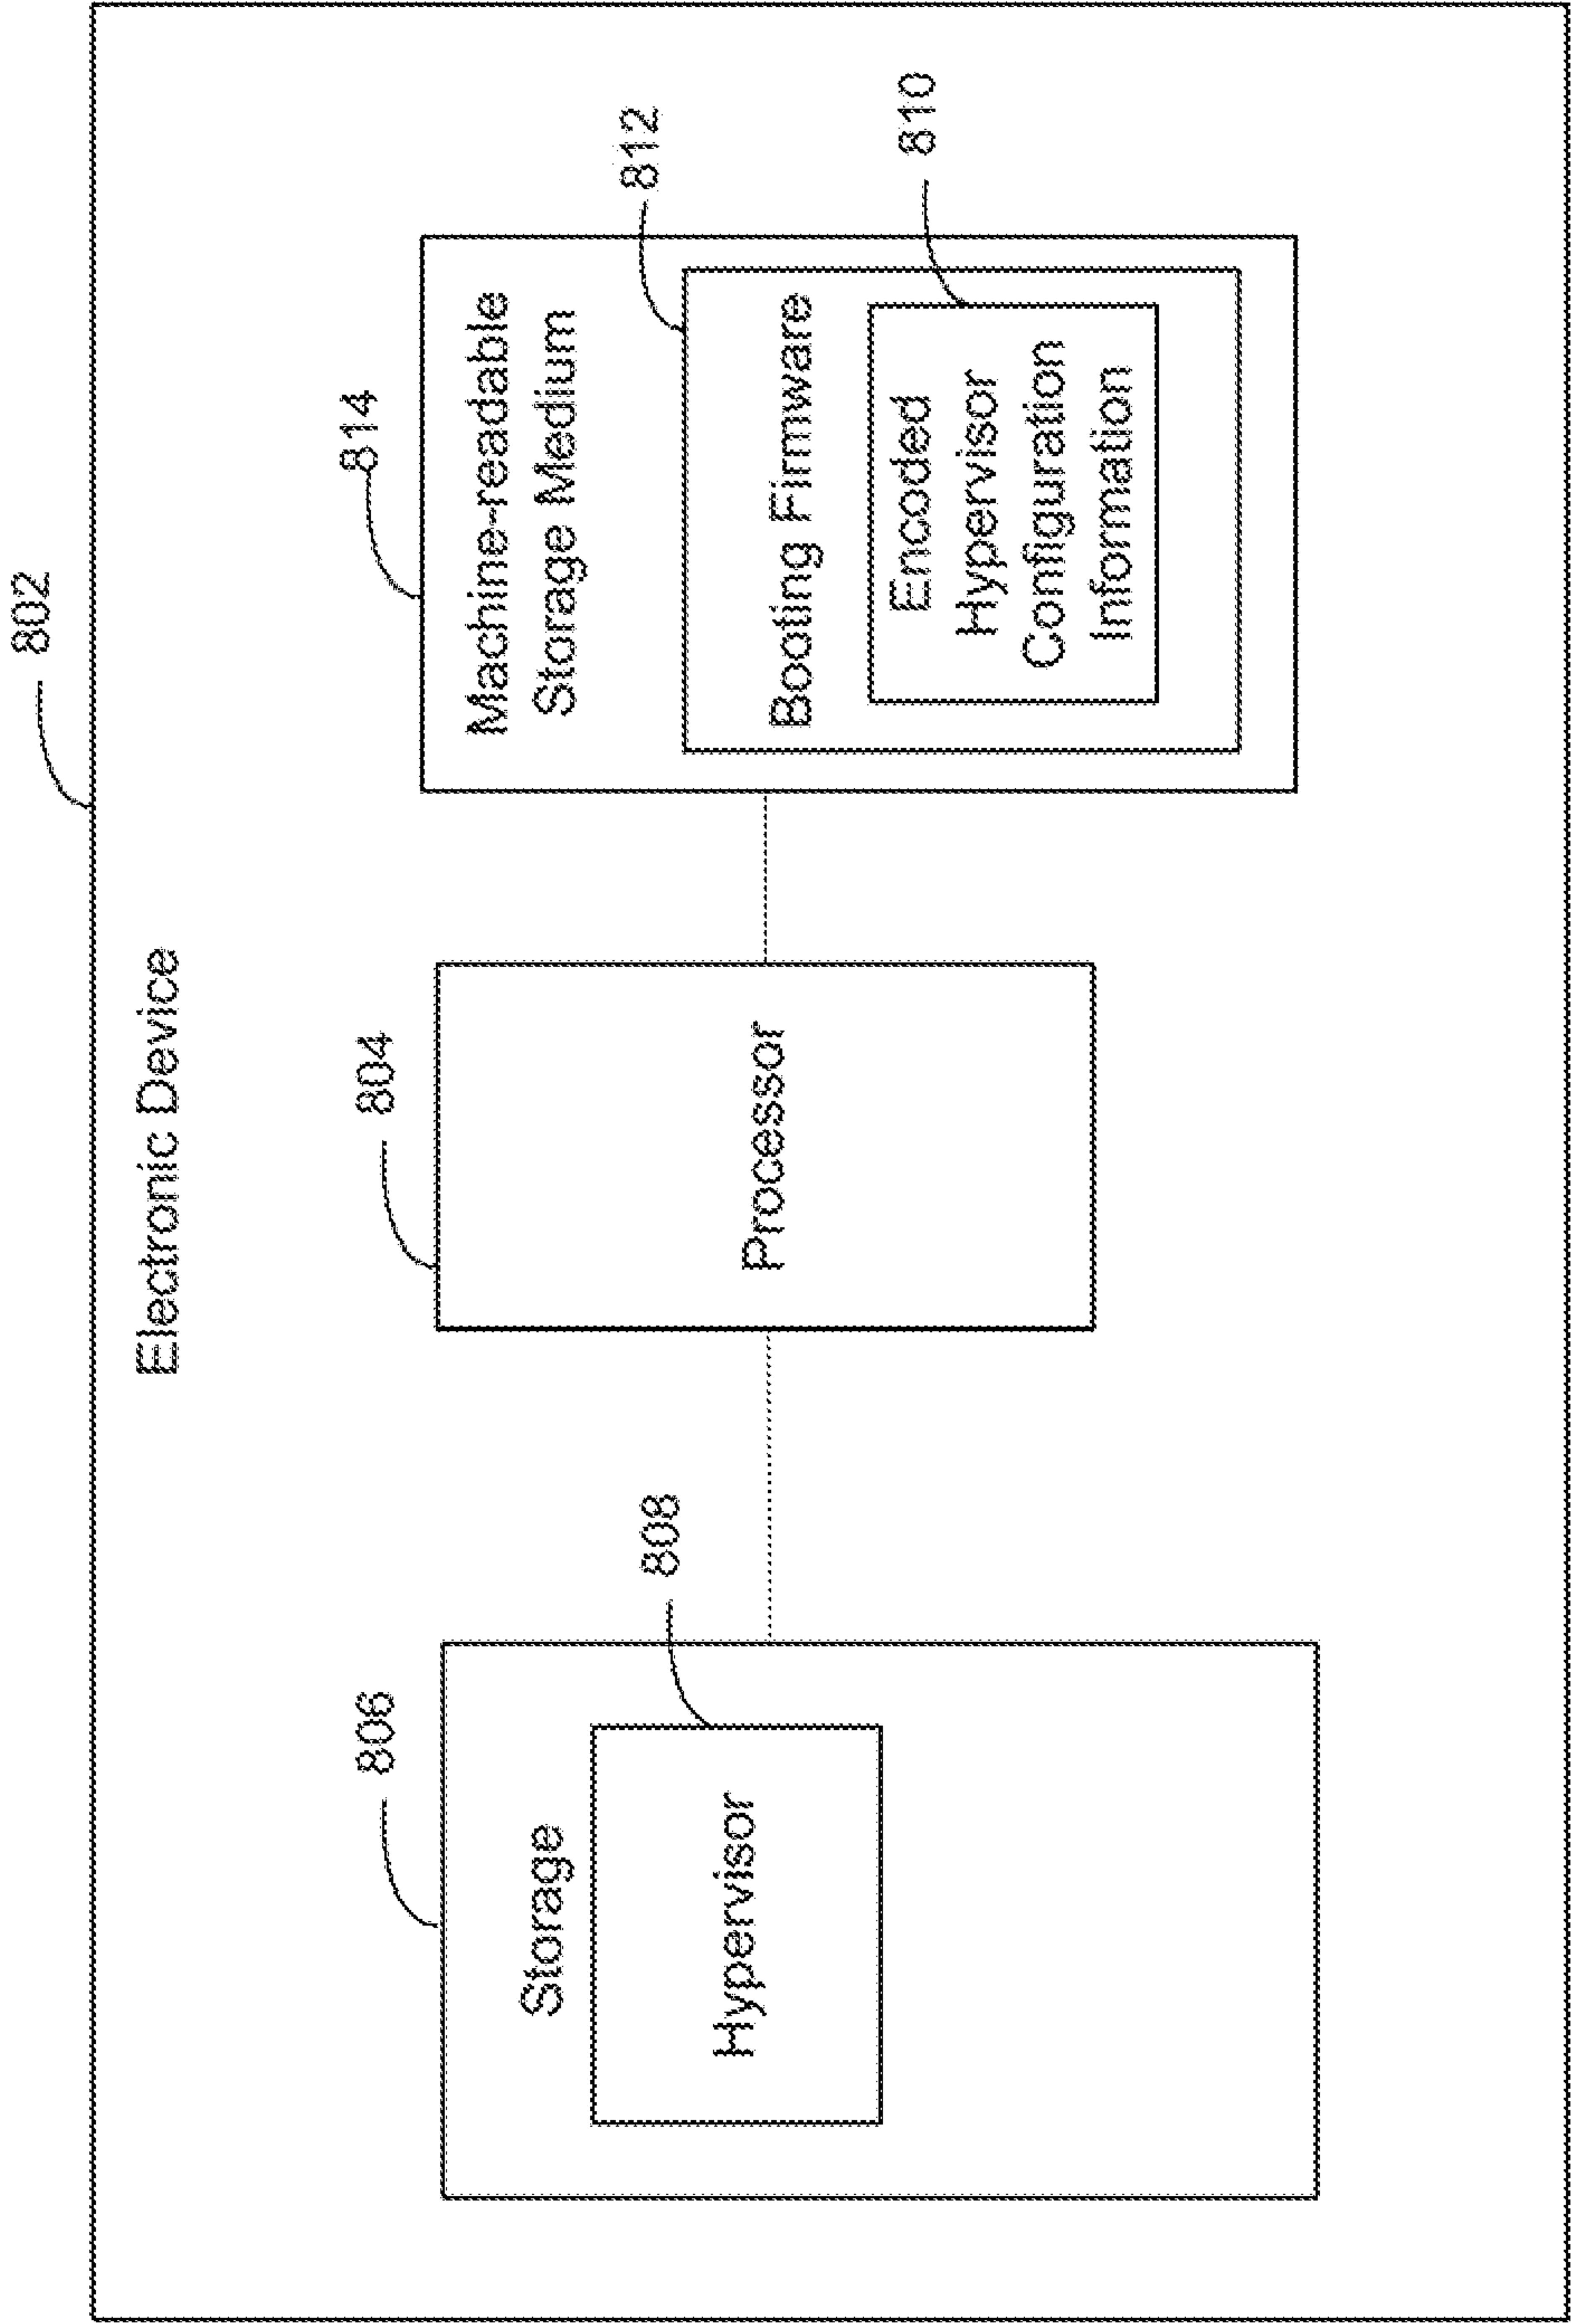 802
Electronic Device
806
Storage
808
Hypervisor
804
Processor
814
Machine-readable
Storage Medium
812
Booting Firmware
810
Encoded
Hypervisor
Configuration
Information